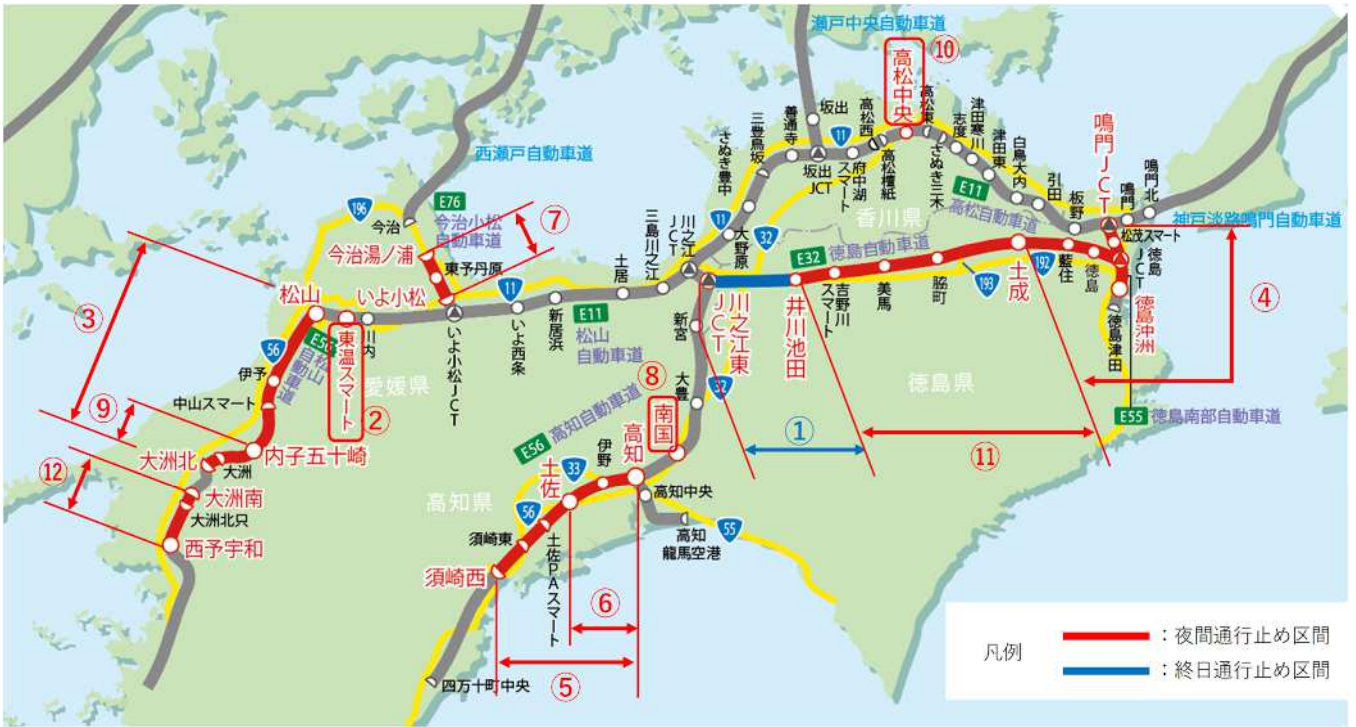 瀬戸中央自動車道
⑩
高松中央
西瀬戸自動車道
神戸淡路鳴門自動車道
196
E76
今治小松
自動車道
⑦
今治
今治湯ノ浦
東予丹原
いよ小松
松山
③
東温スマート
②
川内
E56
松山
自動車道
56
伊予
中山スマート
⑨
愛媛県
内子五十崎
大洲北
大洲
⑫
大洲南
大洲北只
西予宇和
いよ小松JCT
いよ西条
11
新居浜
E11
松山
自動車道
土居
三島川之江
川之江
JCT
大野原
11
さぬき豊中
三豊鳥坂
善通寺
坂出
坂出
JCT
11
府中湖
スマート
高松西
高松檀紙
高松東
さぬき三木
志度
津田寒川
津田東
白鳥大内
引田
板野
鳴門JCT
鳴門
鳴門北
E11
高松自動車道
香川県
32
E32
徳島自動車道
川之江東
JCT
井川池田
吉野川
スマート
美馬
脇町
193
土成
192
藍住
徳島
松茂スマート
徳島
JCT
徳島沖洲
徳島津田
④
徳島県
E55
徳島南部自動車道
①
⑪
新宮
大豊
32
⑧
南国
高知
E56
高知自動車道
伊野
33
土佐
高知県
56
須崎東
須崎西
土佐PAスマート
高知中央
高知
龍馬空港
55
⑥
⑤
四万十町中央
凡例
：夜間通行止め区間
：終日通行止め区間